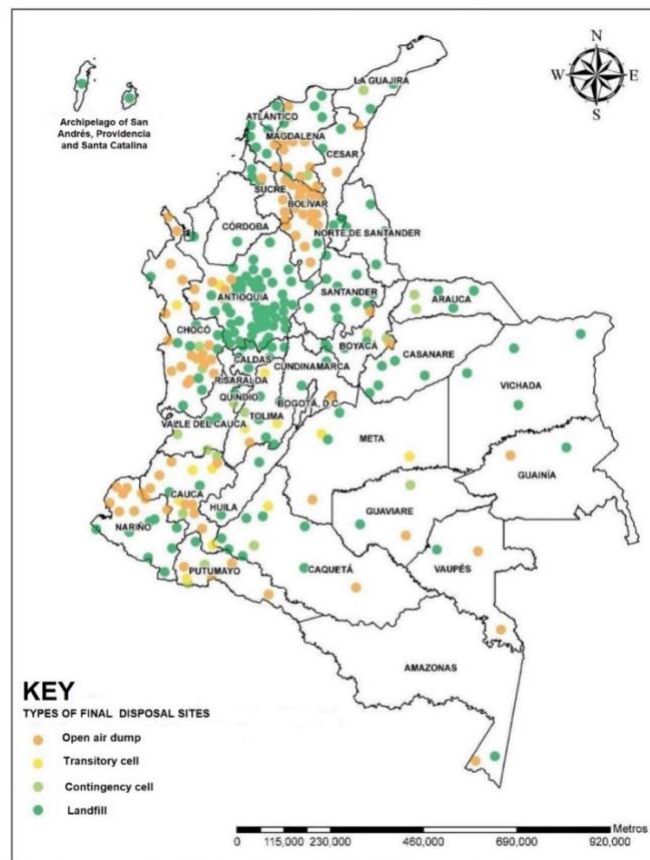 N
W E
S
Archipelago of San
Andrés, Providencia
and Santa Catalina
LA GUAJIRA
ATLÁNTICO
MAGDALENA
CESAR
SUCRE
BOLÍVAR
CÓRDOBA
NORTE DE SANTANDER
ANTIOQUIA
SANTANDER
ARAUCA
CHOCÓ
BOYACÁ
CALDAS
CASANARE
CUNDINAMARCA
RISARALDA
VICHADA
QUINDIO
BOGOTÁ, D.C.
TOLIMA
VALLE DEL CAUCA
META
GUAINÍA
CAUCA
HUILA
GUAVIARE
NARIÑO
PUTUMAYO
CAQUETÁ
VAUPÉS
AMAZONAS
KEY
TYPES OF FINAL DISPOSAL SITES
Open air dump
Transitory cell
Contingency cell
Landfill
Metros
0 115,000 230,000 460,000 690,000 920,000